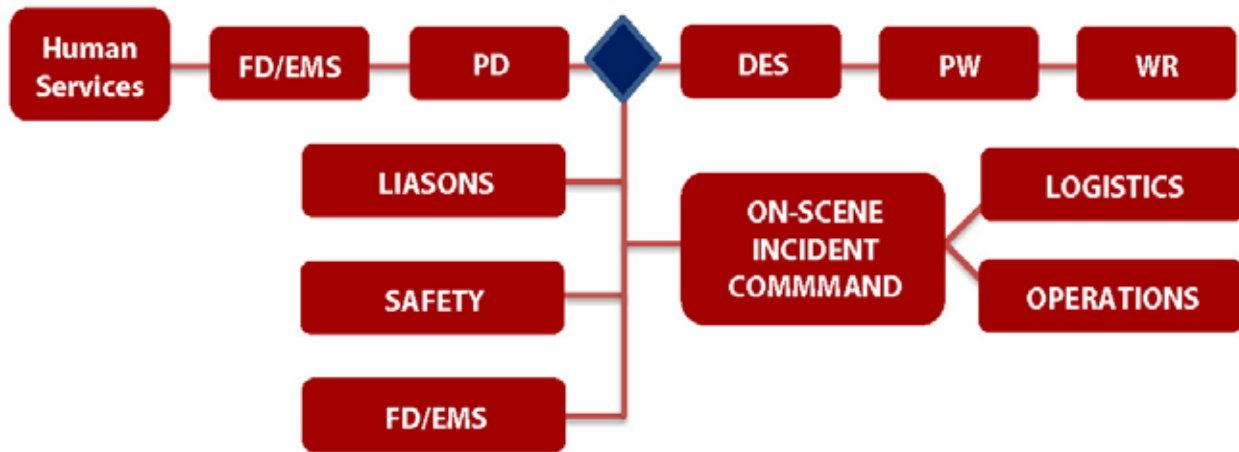 Human
Services
FD/EMS
PD
DES
PW
WR
LIASONS
ON-SCENE
INCIDENT
COMMMAND
LOGISTICS
SAFETY
OPERATIONS
FD/EMS